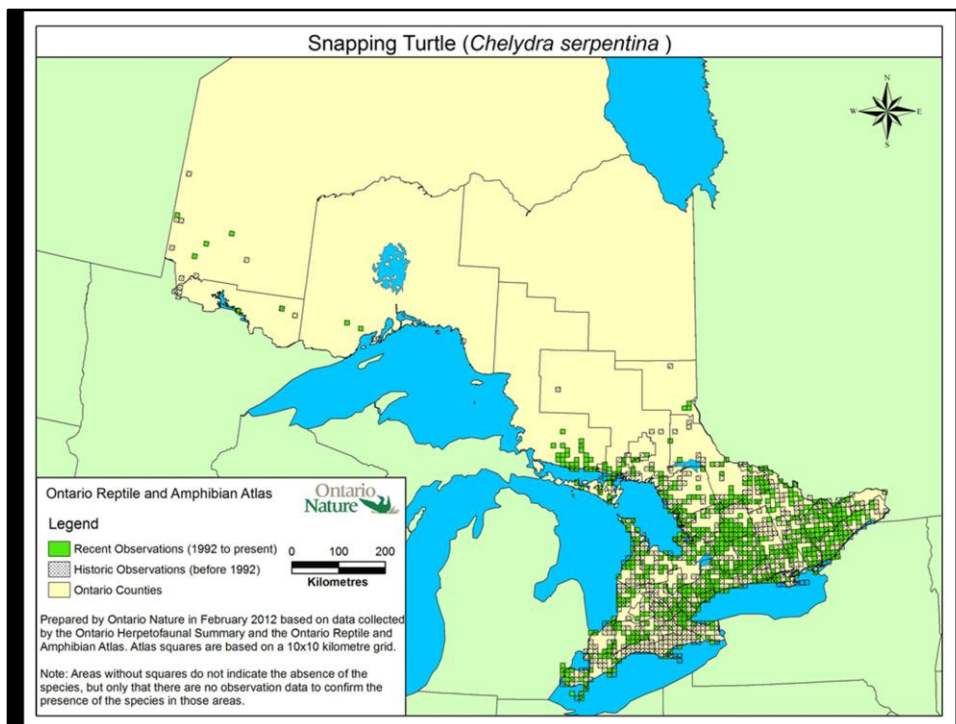 Snapping Turtle (Chelydra serpentina )
N
W
E
S
Ontario Reptile and Amphibian Atlas
Ontario
Nature
Legend
Recent Observations (1992 to present)
Historic Observations (before 1992)
Ontario Counties
0 100 200
Kilometres
Prepared by Ontario Nature in February 2012 based on data collected
by the Ontario Herpetofaunal Summary and the Ontario Reptile and
Amphibian Atlas. Atlas squares are based on a 10x10 kilometre grid.
Note: Areas without squares do not indicate the absence of the
species, but only that there are no observation data to confirm the
presence of the species in those areas.